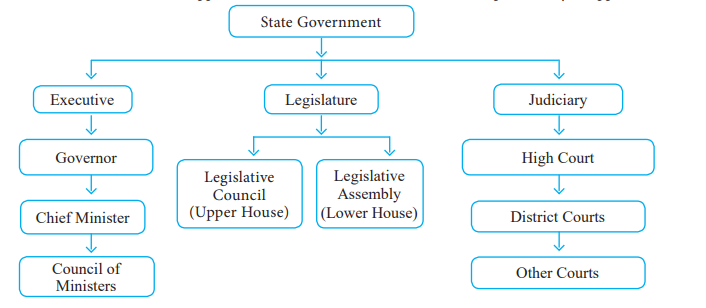 State Government
Executive
Legislature
Judiciary
Governor
Legislative
Council
(Upper House)
Legislative
Assembly
(Lower House)
High Court
Chief Minister
District Courts
Council of
Ministers
Other Courts